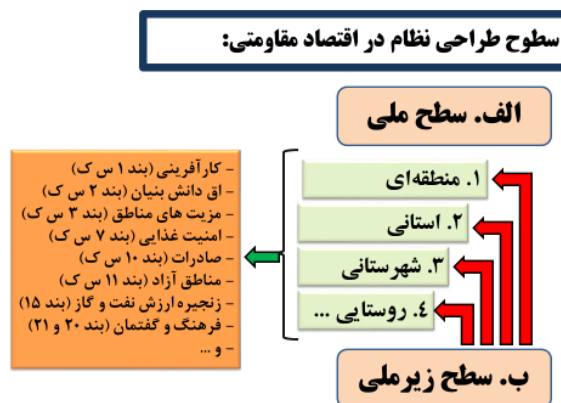 سطوح طراحی نظام در اقتصاد مقاومتی:
الف. سطح ملی
۱. منطقه‌ای
۲. استانی
۳. شهرستانی
۴. روستایی ...
ب. سطح زیرملی
- کارآفرینی (بند ۱ س ک)
- اق دانش بنیان (بند ۲ س ک)
- مزیت های مناطق (بند ۳ س ک)
- امنیت غذایی (بند ۷ س ک)
- صادرات (بند ۱۰ س ک)
- مناطق آزاد (بند ۱۱ س ک)
- زنجیره ارزش نفت و گاز (بند ۱۵)
- فرهنگ و گفتمان (بند ۲۰ و ۲۱)
- و ...